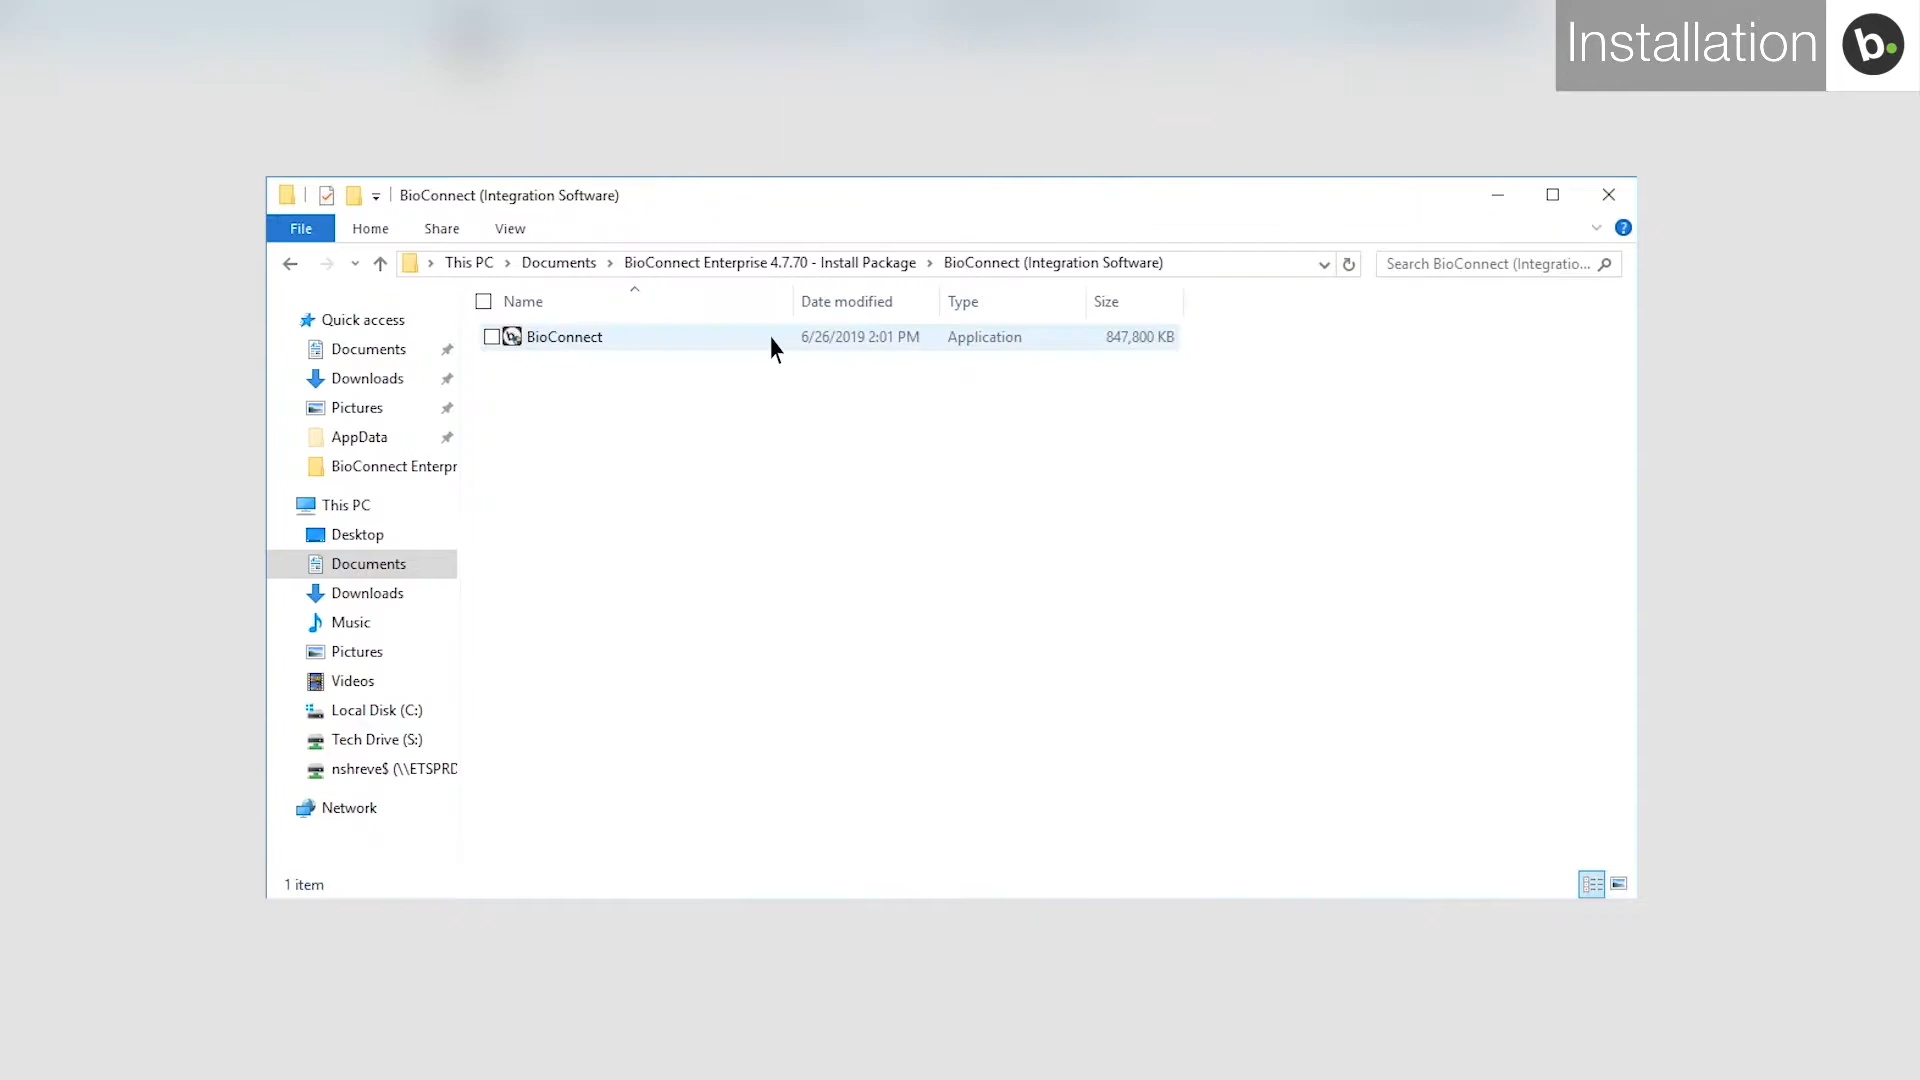 Installation
b.
BioConnect (Integration Software)
File Home Share View
This PC Documents BioConnect Enterprise 4.7.70 - Install Package BioConnect (Integration Software)
Search BioConnect (Integratio...
Name Date modified Type Size
BioConnect 6/26/2019 2:01 PM Application 847,800 KB
Quick access
Documents
Downloads
Pictures
AppData
BioConnect Enterpr
This PC
Desktop
Documents
Downloads
Music
Pictures
Videos
Local Disk (C:)
Tech Drive (S:)
nshreve$ (\\ETSPRD
Network
1 item